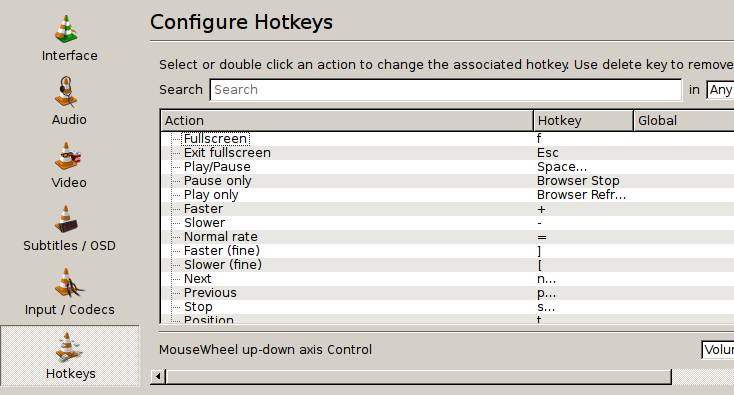 Configure Hotkeys
Interface
Audio
Video
Subtitles / OSD
Input / Codecs
Hotkeys
Select or double click an action to change the associated hotkey. Use delete key to remove
Search Search in Any
Action Hotkey Global
Fullscreen f
Exit fullscreen Esc
Play/Pause Space...
Pause only Browser Stop
Play only Browser Refr...
Faster +
Slower -
Normal rate =
Faster (fine) ]
Slower (fine) [
Next n...
Previous p...
Stop s...
Position t
MouseWheel up-down axis Control Volu